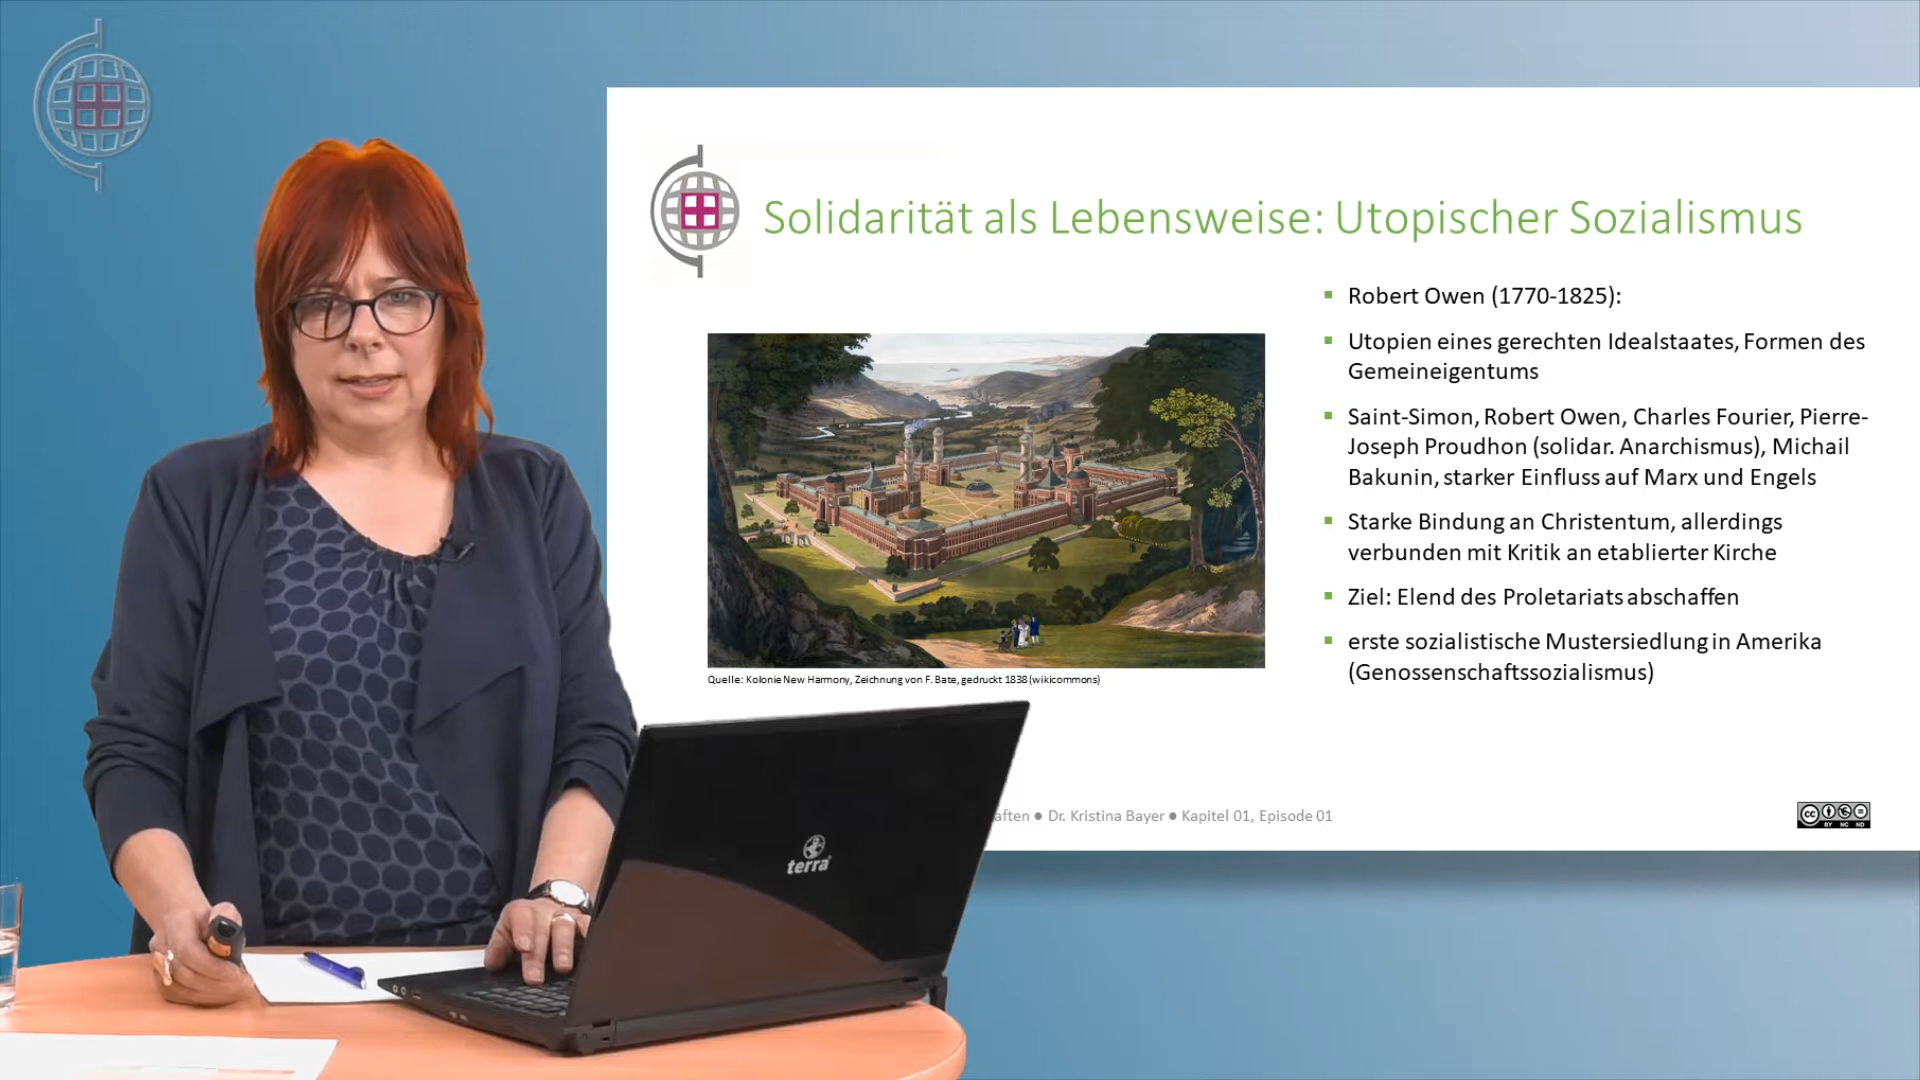 Solidarität als Lebensweise: Utopischer Sozialismus
Robert Owen (1770-1825):
Utopien eines gerechten Idealstaates, Formen des
Gemeineigentums
Saint-Simon, Robert Owen, Charles Fourier, Pierre-
Joseph Proudhon (solidar. Anarchismus), Michail
Bakunin, starker Einfluss auf Marx und Engels
Starke Bindung an Christentum, allerdings
verbunden mit Kritik an etablierter Kirche
Ziel: Elend des Proletariats abschaffen
erste sozialistische Mustersiedlung in Amerika
(Genossenschaftssozialismus)
Quelle: Kolonie New Harmony, Zeichnung von F. Bate, gedruckt 1838 (wikicommons)
aften ● Dr. Kristina Bayer ● Kapitel 01, Episode 01
cc
BY NC ND
terra